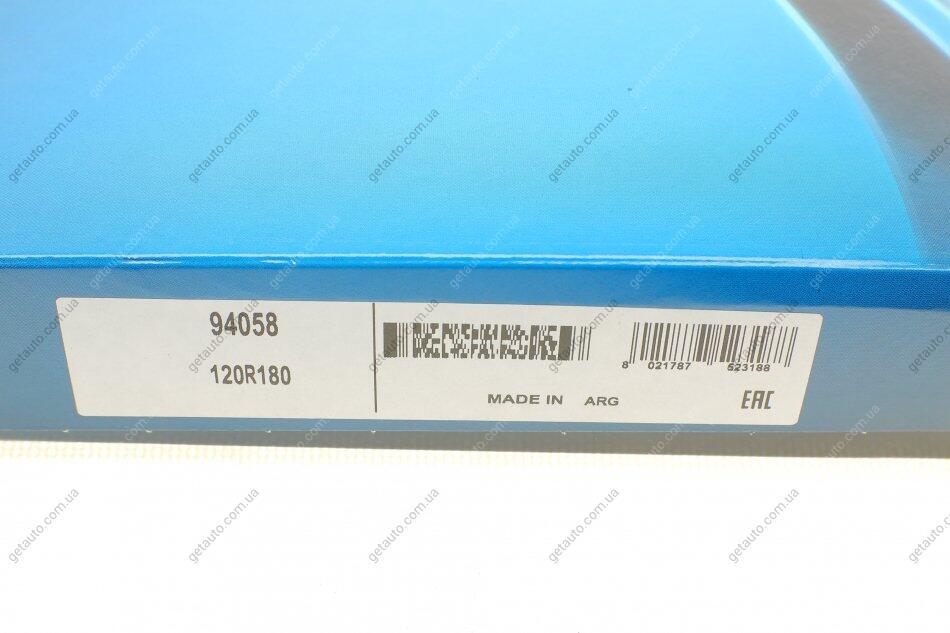 94058
120R180
MADE IN ARG
8 021787 523188
EAC
getauto.com.ua